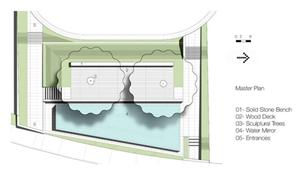 Master Plan
01- Solid Stone Bench
02- Wood Deck
03- Sculptural Trees
04- Water Mirror
05- Entrances